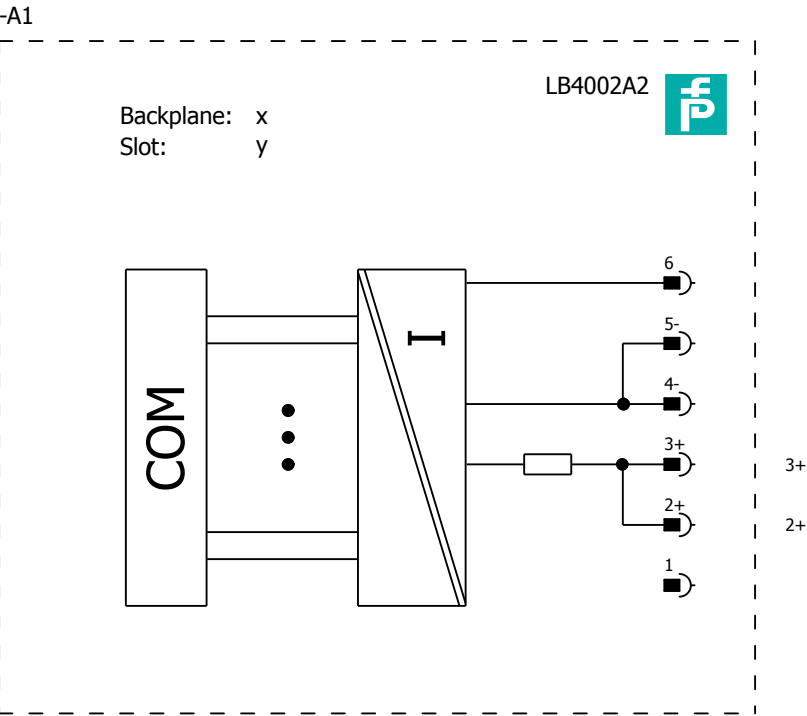 -A1
LB4002A2
Backplane: x
Slot: y
6
5-
I
4-
COM
3+
3+
2+
2+
1